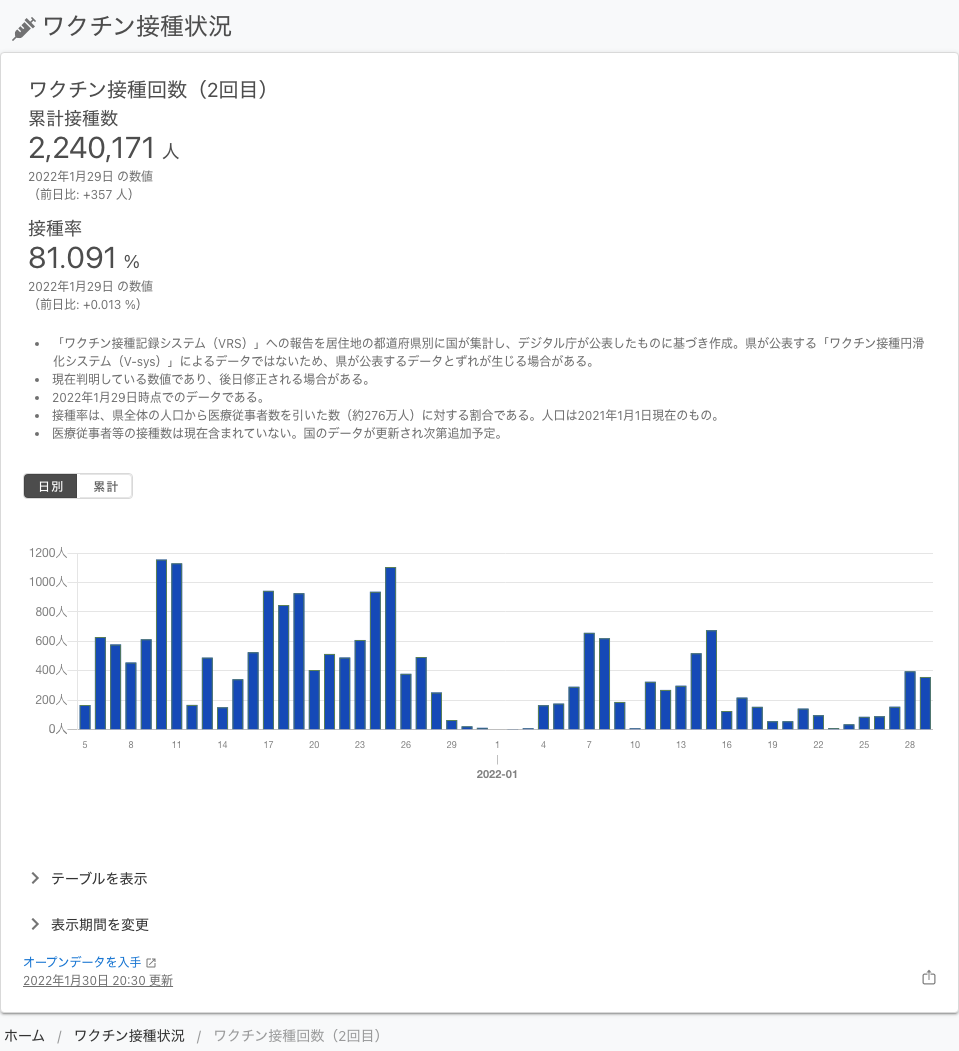 ワクチン接種状況
ワクチン接種回数（2回目）
累計接種数
2,240,171 人
2022年1月29日 の数値
（前日比: +357 人）
接種率
81.091 %
2022年1月29日 の数値
（前日比: +0.013 %）
• 「ワクチン接種記録システム（VRS）」への報告を居住地の都道府県別に国が集計し、デジタル庁が公表したものに基づき作成。県が公表する「ワクチン接種円滑
化システム（V-sys）」によるデータではないため、県が公表するデータとずれが生じる場合がある。
• 現在判明している数値であり、後日修正される場合がある。
• 2022年1月29日時点でのデータである。
• 接種率は、県全体の人口から医療従事者数を引いた数（約276万人）に対する割合である。人口は2021年1月1日現在のもの。
• 医療従事者等の接種数は現在含まれていない。国のデータが更新され次第追加予定。
日別 累計
1200人
1000人
800人
600人
400人
200人
0人
5 8 11 14 17 20 23 26 29 1 4 7 10 13 16 19 22 25 28
2022-01
テーブルを表示
表示期間を変更
オープンデータを入手
2022年1月30日 20:30 更新
ホーム / ワクチン接種状況 / ワクチン接種回数（2回目）